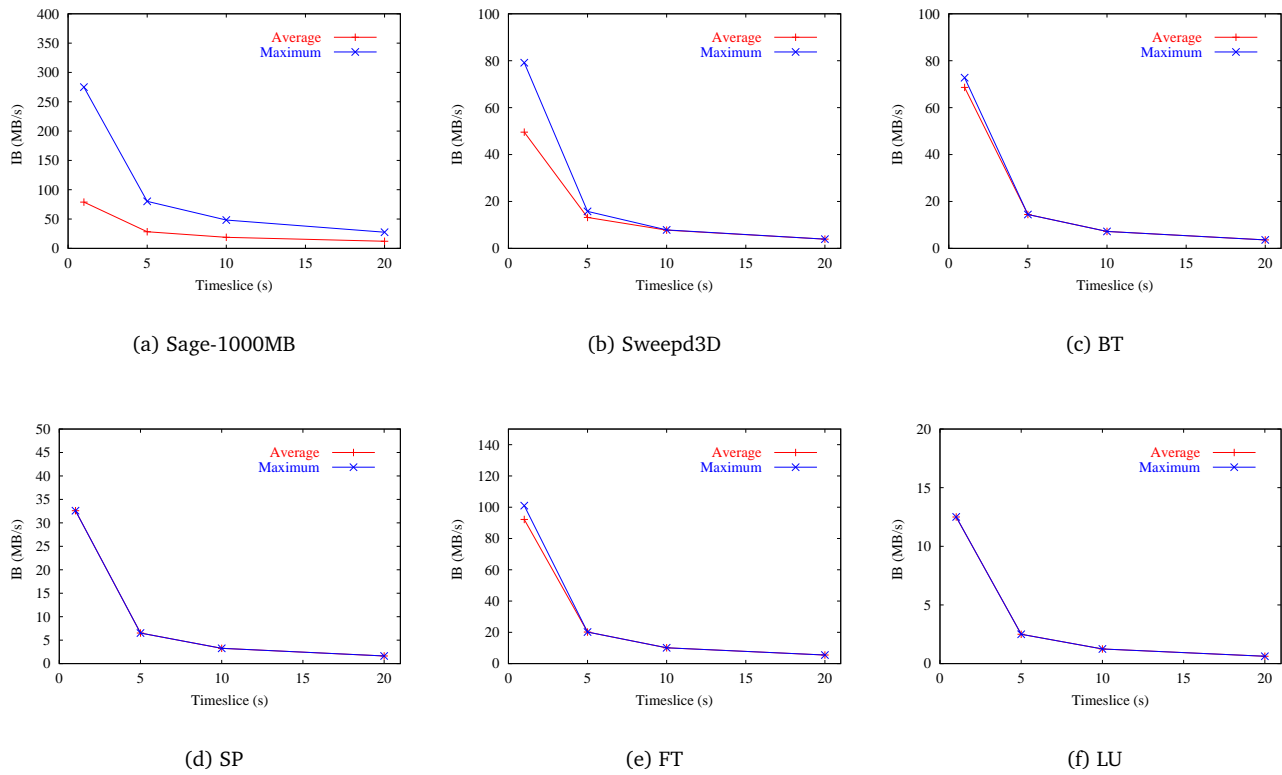 400
350
300
250
200
150
100
50
0
IB (MB/s)
Average
Maximum
0 5 10 15 20
Timeslice (s)
(a) Sage-1000MB
100
80
60
40
20
0
IB (MB/s)
Average
Maximum
0 5 10 15 20
Timeslice (s)
(b) Sweepd3D
100
80
60
40
20
0
IB (MB/s)
Average
Maximum
0 5 10 15 20
Timeslice (s)
(c) BT
50
45
40
35
30
25
20
15
10
5
0
IB (MB/s)
Average
Maximum
0 5 10 15 20
Timeslice (s)
(d) SP
140
120
100
80
60
40
20
0
IB (MB/s)
Average
Maximum
0 5 10 15 20
Timeslice (s)
(e) FT
20
15
10
5
0
IB (MB/s)
Average
Maximum
0 5 10 15 20
Timeslice (s)
(f) LU